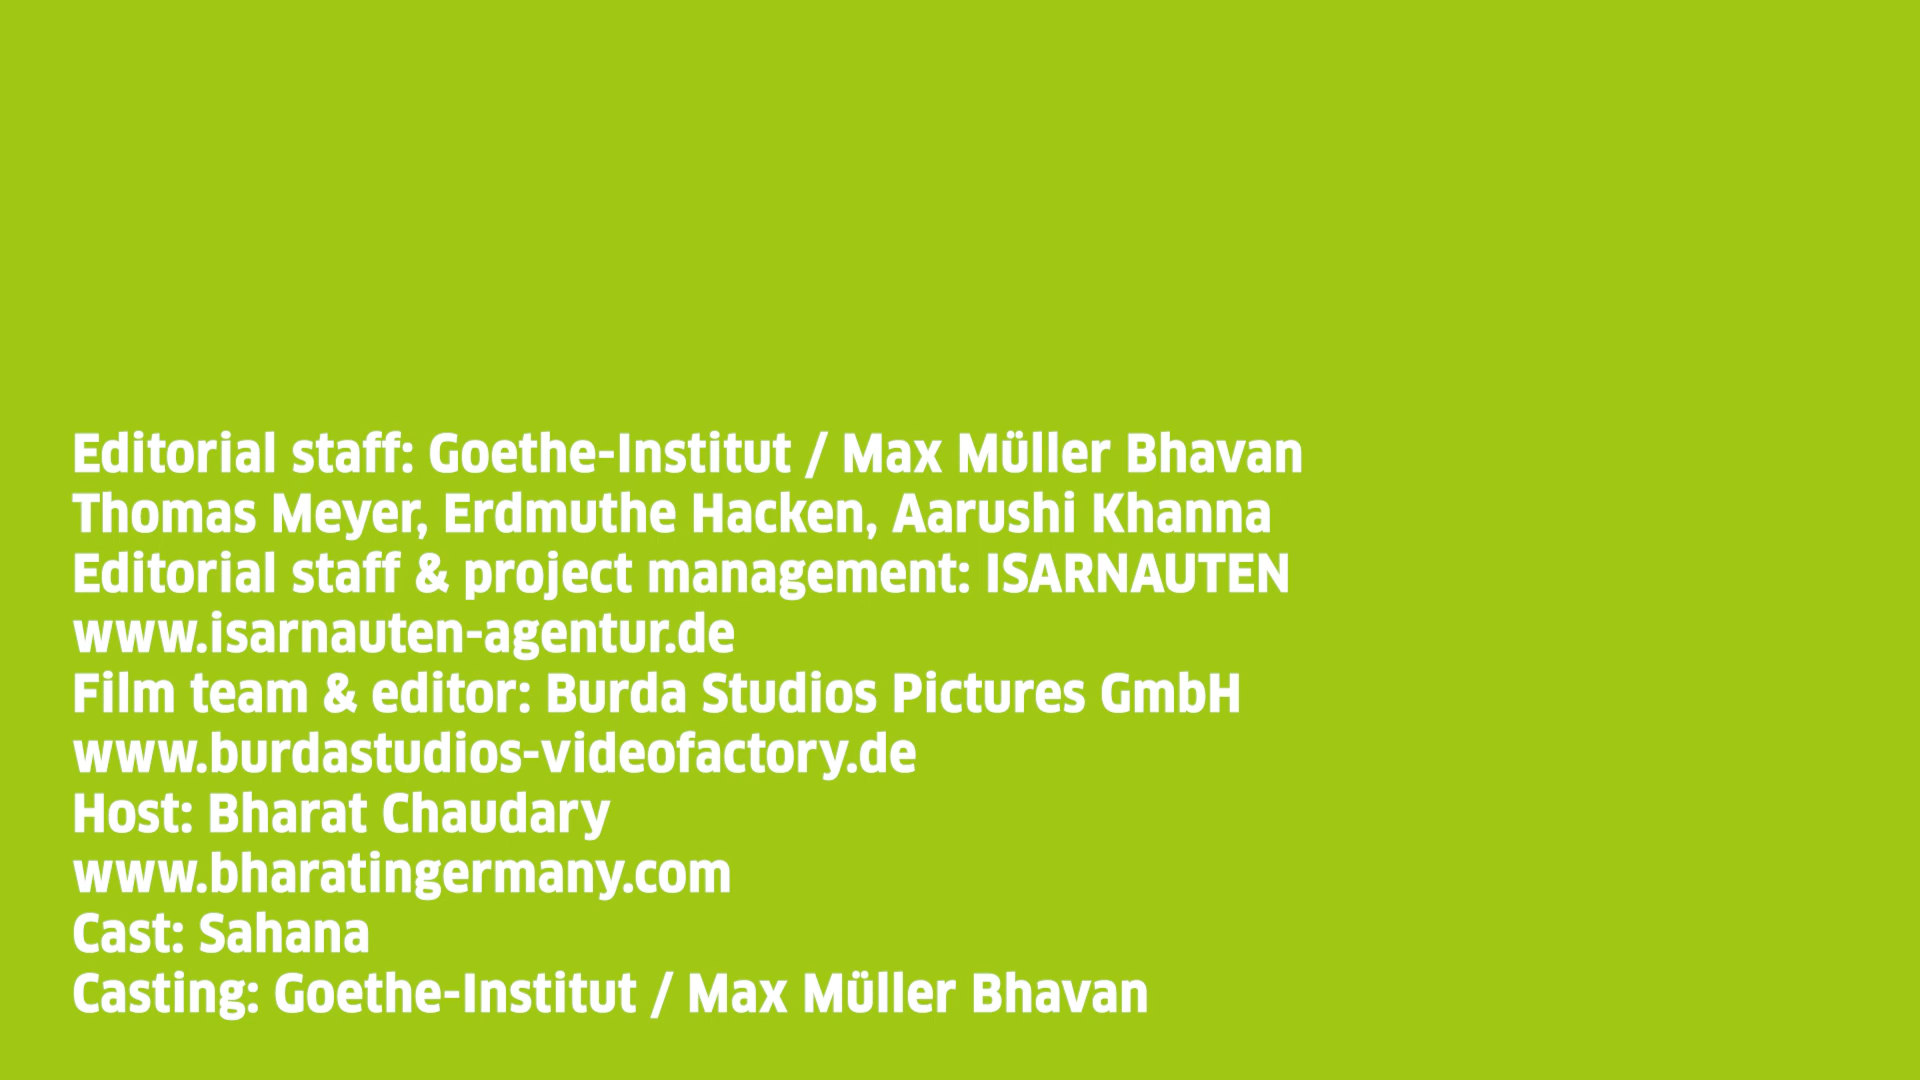 Editorial staff: Goethe-Institut / Max Müller Bhavan
Thomas Meyer, Erdmuthe Hacken, Aarushi Khanna
Editorial staff & project management: ISARNAUTEN
www.isarnauten-agentur.de
Film team & editor: Burda Studios Pictures GmbH
www.burdastudios-videofactory.de
Host: Bharat Chaudary
www.bharatingermany.com
Cast: Sahana
Casting: Goethe-Institut / Max Müller Bhavan